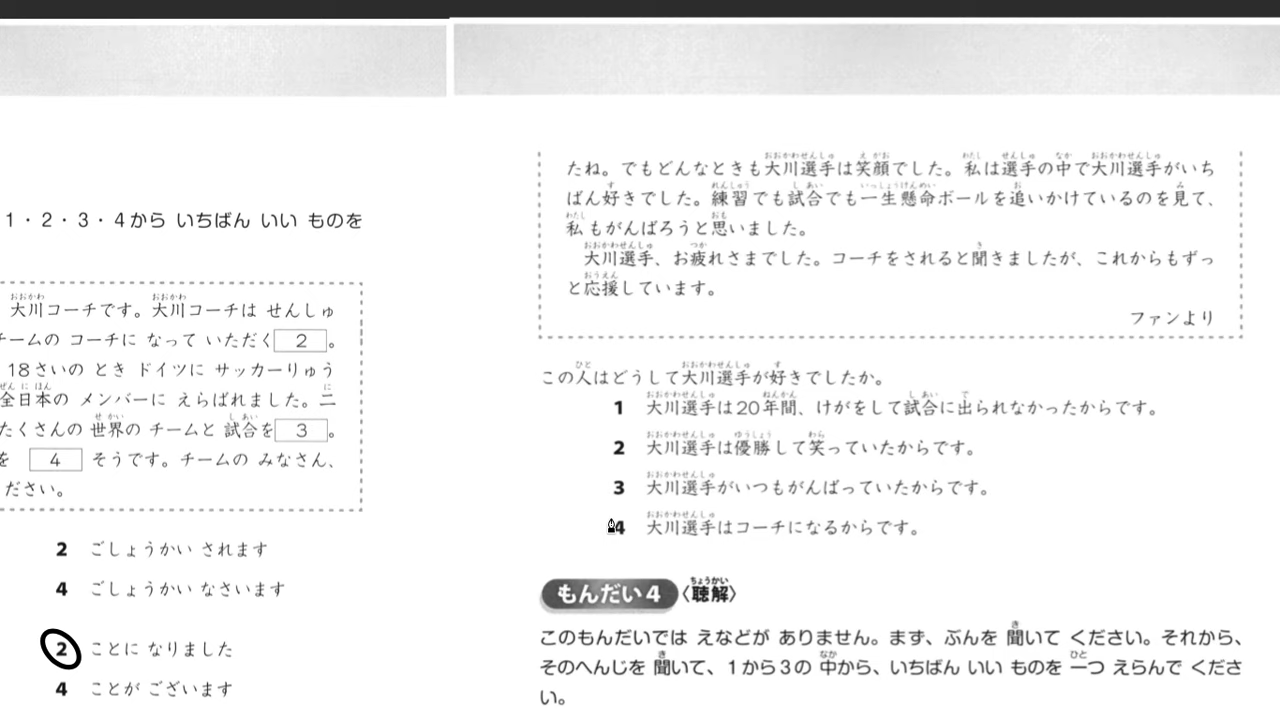 1・2・3・4から いちばん いい ものを
大川コーチです。大川コーチは せんしゅ
チームの コーチに なって いただく 2 。
18さいの とき ドイツに サッカーりゅう
全日本の メンバーに えらばれました。二
たくさんの 世界の チームと 試合を 3 。
を 4 そうです。チームの みなさん、
ださい。
2 ごしょうかい されます
4 ごしょうかい なさいます
2 ことに なりました
4 ことが ございます
たね。でもどんなときも大川選手は笑顔でした。私は選手の中で大川選手がいち
ばん好きでした。練習でも試合でも一生懸命ボールを追いかけているのを見て、
私もがんばろうと思いました。
大川選手、お疲れさまでした。コーチをされると聞きましたが、これからもずっ
と応援しています。
ファンより
この人はどうして大川選手が好きでしたか。
1 大川選手は20年間、けがをして試合に出られなかったからです。
2 大川選手は優勝して笑っていたからです。
3 大川選手がいつもがんばっていたからです。
4 大川選手はコーチになるからです。
もんだい4〈聴解〉
このもんだいでは えなどが ありません。まず、ぶんを 聞いて ください。それから、
そのへんじを 聞いて、1から3の 中から、いちばん いい ものを 一つ えらんで くださ
い。